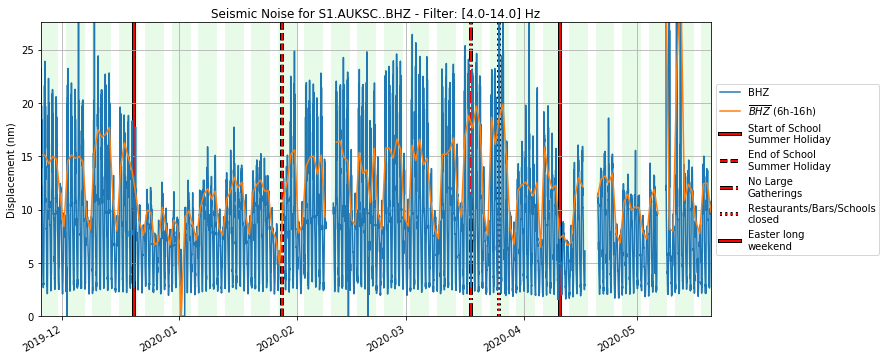 Seismic Noise for S1.AUKSC..BHZ - Filter: [4.0-14.0] Hz
Displacement (nm)
25
20
15
10
5
0
2019-12
2020-01
2020-02
2020-03
2020-04
2020-05
BHZ
BHZ (6h-16h)
Start of School
Summer Holiday
End of School
Summer Holiday
No Large
Gatherings
Restaurants/Bars/Schools
closed
Easter long
weekend